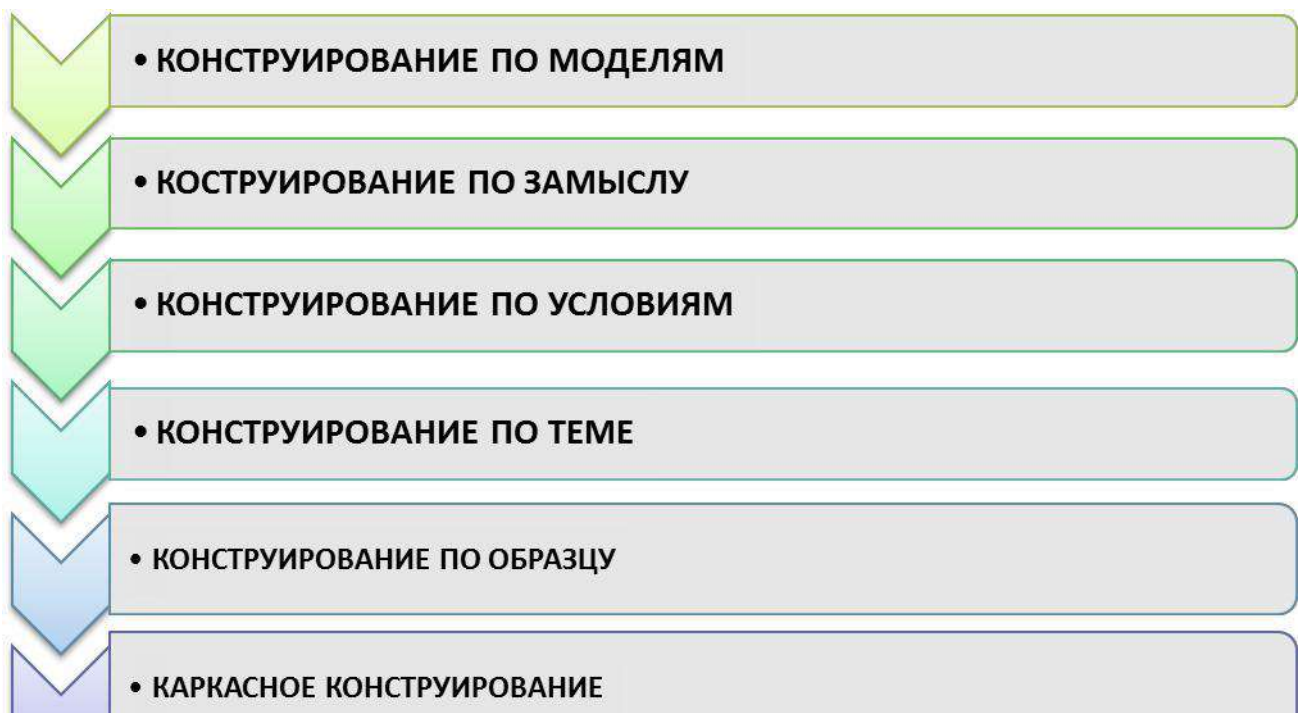 • КОНСТРУИРОВАНИЕ ПО МОДЕЛЯМ
• КОСТРУИРОВАНИЕ ПО ЗАМЫСЛУ
• КОНСТРУИРОВАНИЕ ПО УСЛОВИЯМ
• КОНСТРУИРОВАНИЕ ПО ТЕМЕ
• КОНСТРУИРОВАНИЕ ПО ОБРАЗЦУ
• КАРКАСНОЕ КОНСТРУИРОВАНИЕ